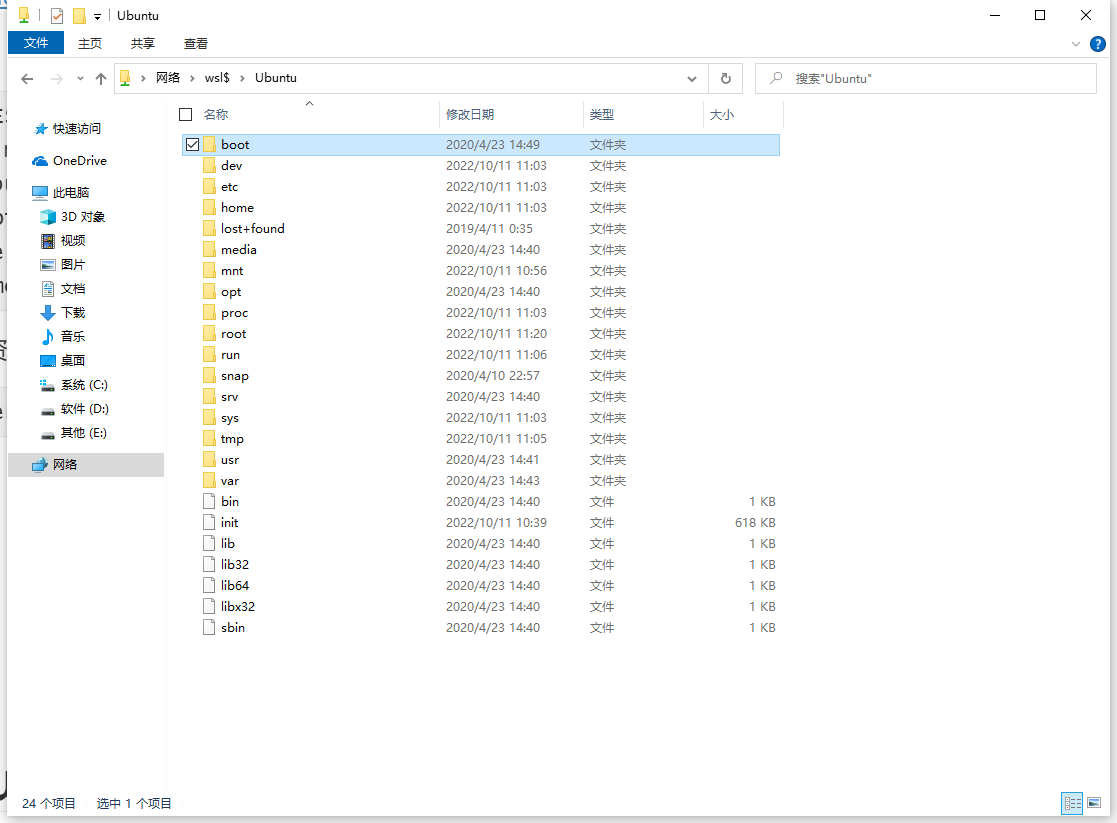 Ubuntu
文件 主页 共享 查看
网络 wsl$ Ubuntu 搜索"Ubuntu"
快速访问
OneDrive
此电脑
3D 对象
视频
图片
文档
下载
音乐
桌面
系统 (C:)
软件 (D:)
其他 (E:)
网络
名称 修改日期 类型 大小
boot 2020/4/23 14:49 文件夹
dev 2022/10/11 11:03 文件夹
etc 2022/10/11 11:03 文件夹
home 2022/10/11 11:03 文件夹
lost+found 2019/4/11 0:35 文件夹
media 2020/4/23 14:40 文件夹
mnt 2022/10/11 10:56 文件夹
opt 2020/4/23 14:40 文件夹
proc 2022/10/11 11:03 文件夹
root 2022/10/11 11:20 文件夹
run 2022/10/11 11:06 文件夹
snap 2020/4/10 22:57 文件夹
srv 2020/4/23 14:40 文件夹
sys 2022/10/11 11:03 文件夹
tmp 2022/10/11 11:05 文件夹
usr 2020/4/23 14:41 文件夹
var 2020/4/23 14:43 文件夹
bin 2020/4/23 14:40 文件 1 KB
init 2022/10/11 10:39 文件 618 KB
lib 2020/4/23 14:40 文件 1 KB
lib32 2020/4/23 14:40 文件 1 KB
lib64 2020/4/23 14:40 文件 1 KB
libx32 2020/4/23 14:40 文件 1 KB
sbin 2020/4/23 14:40 文件 1 KB
24 个项目 选中 1 个项目